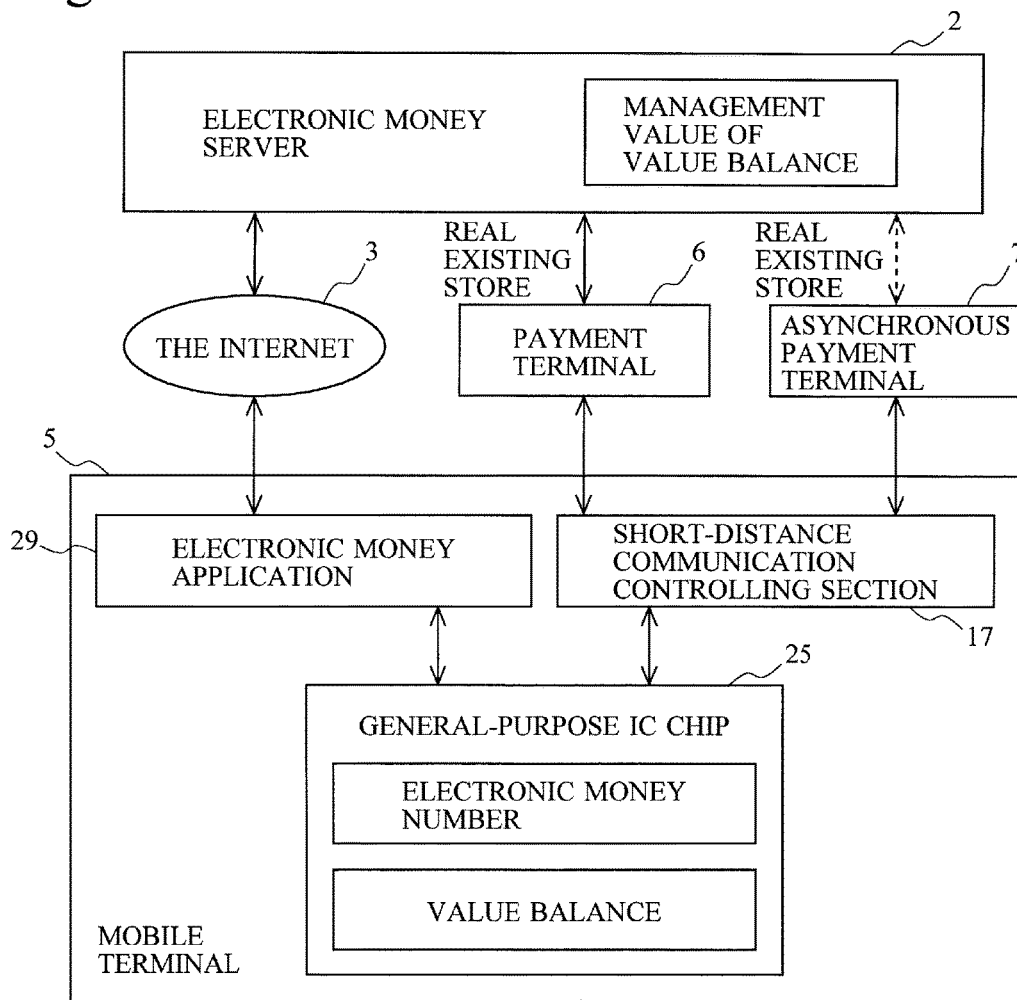 2
ELECTRONIC MONEY
SERVER
MANAGEMENT
VALUE OF
VALUE BALANCE
REAL
EXISTING
STORE
REAL
EXISTING
STORE
3
6
7
THE INTERNET
PAYMENT
TERMINAL
ASYNCHRONOUS
PAYMENT
TERMINAL
5
29
ELECTRONIC MONEY
APPLICATION
SHORT-DISTANCE
COMMUNICATION
CONTROLLING SECTION
17
25
GENERAL-PURPOSE IC CHIP
ELECTRONIC MONEY
NUMBER
VALUE BALANCE
MOBILE
TERMINAL